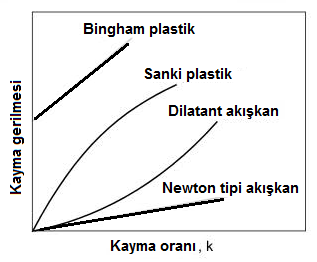 Bingham plastik
Sanki plastik
Dilatant akışkan
Newton tipi akışkan
Kayma gerilmesi
Kayma oranı, k